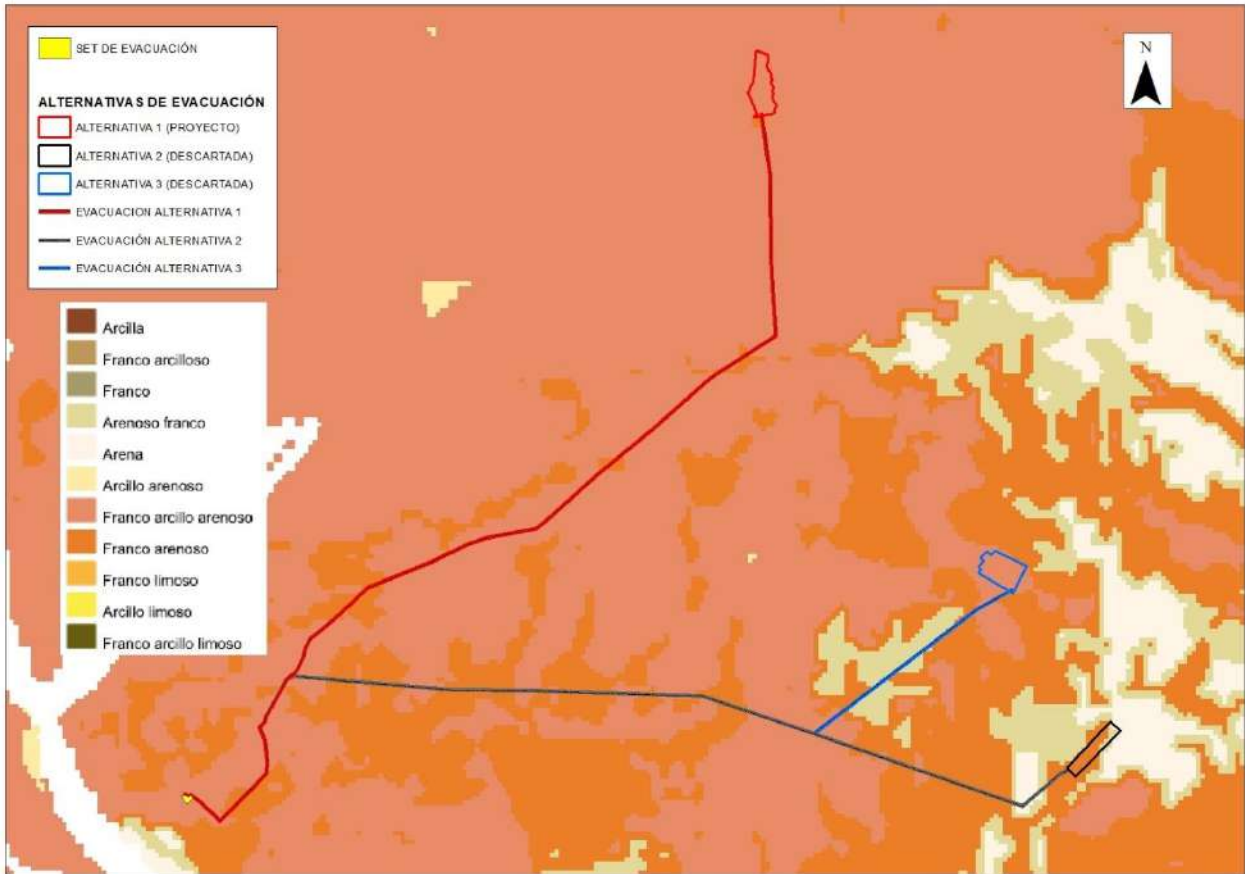 SET DE EVACUACIÓN
ALTERNATIVAS DE EVACUACIÓN
ALTERNATIVA 1 (PROYECTO)
ALTERNATIVA 2 (DESCARTADA)
ALTERNATIVA 3 (DESCARTADA)
EVACUACION ALTERNATIVA 1
EVACUACIÓN ALTERNATIVA 2
EVACUACIÓN ALTERNATIVA 3
Arcilla
Franco arcilloso
Franco
Arenoso franco
Arena
Arcillo arenoso
Franco arcillo arenoso
Franco arenoso
Franco limoso
Arcillo limoso
Franco arcillo limoso
N